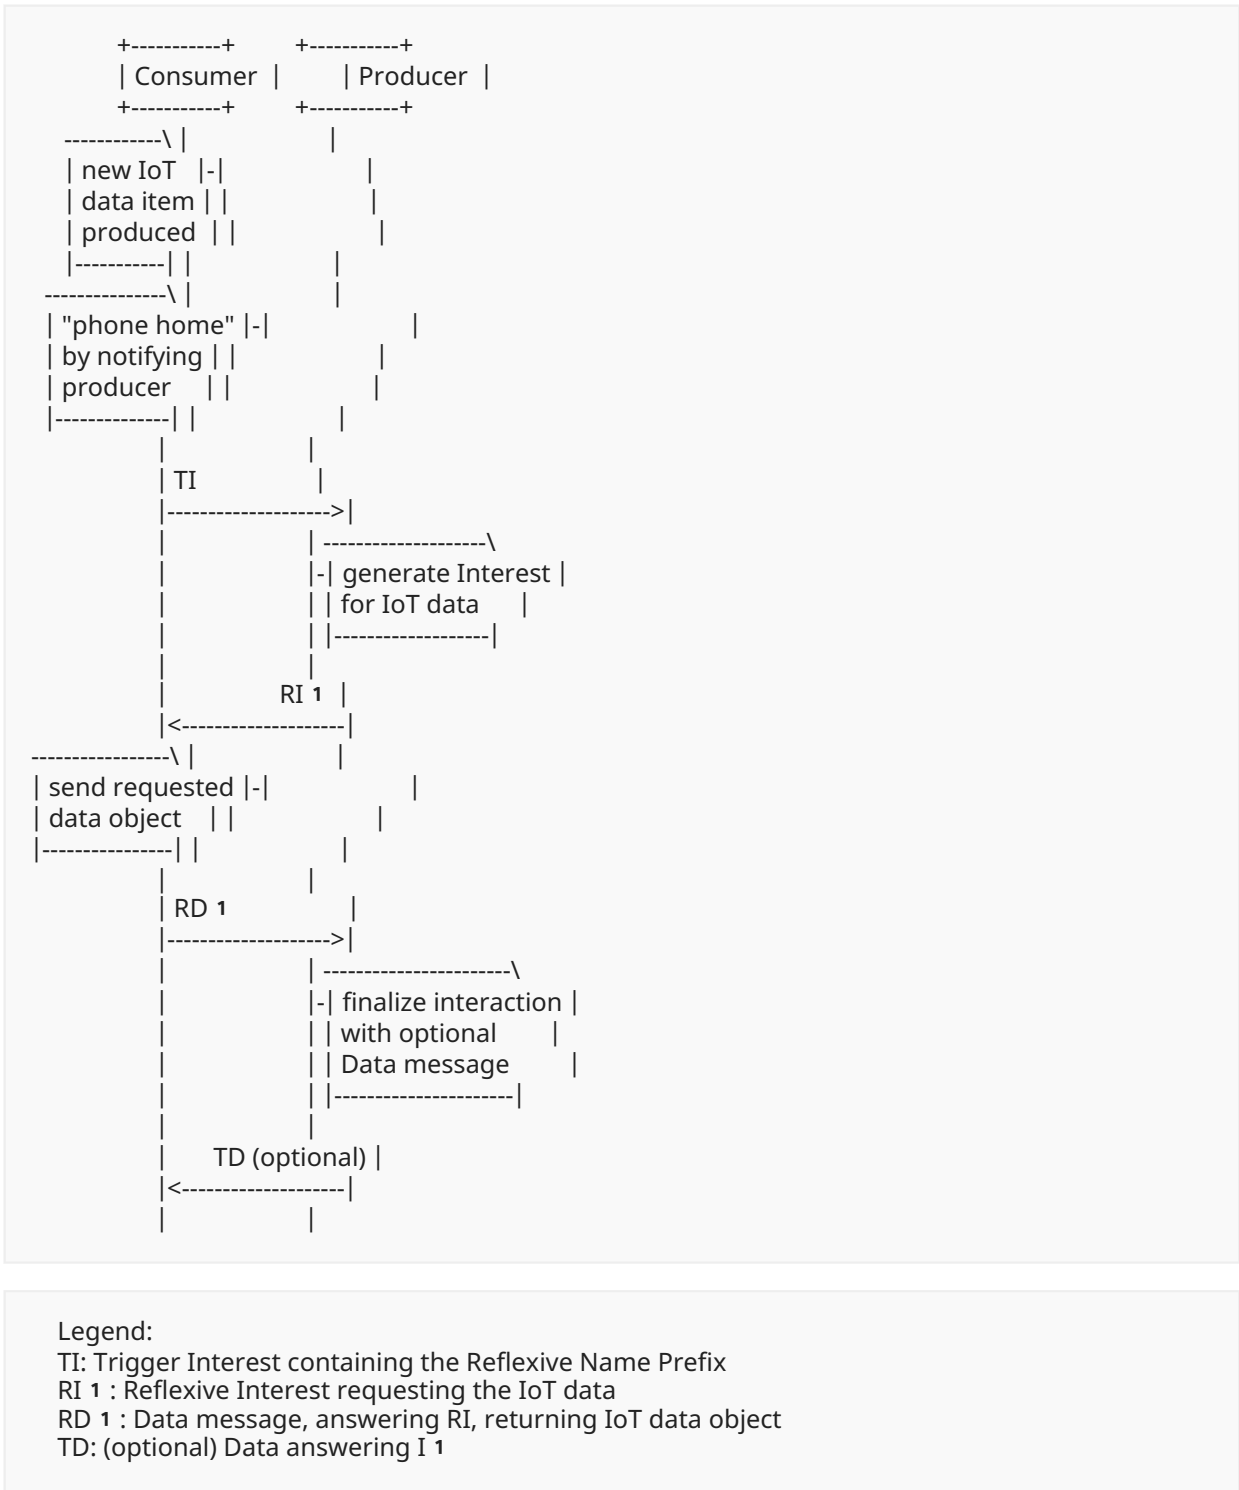 +-----------+ +-----------+
| Consumer | | Producer |
+-----------+ +-----------+
------------\ | |
| new IoT |-| |
| data item | | |
| produced | | |
|-----------| | |
---------------\ | |
| "phone home" |-| |
| by notifying | | |
| producer | | |
|--------------| | |
| |
| TI |
|-------------------->|
| | --------------------\
| |-| generate Interest |
| | | for IoT data |
| | |-------------------|
| |
| RI 1 |
|<--------------------|
-----------------\ | |
| send requested |-| |
| data object | | |
|----------------| | |
| |
| RD 1 |
|-------------------->|
| | -----------------------\
| |-| finalize interaction |
| | | with optional |
| | | Data message |
| | |----------------------|
| |
| TD (optional) |
|<--------------------|
| |
Legend:
TI: Trigger Interest containing the Reflexive Name Prefix
RI 1 : Reflexive Interest requesting the IoT data
RD 1 : Data message, answering RI, returning IoT data object
TD: (optional) Data answering I 1